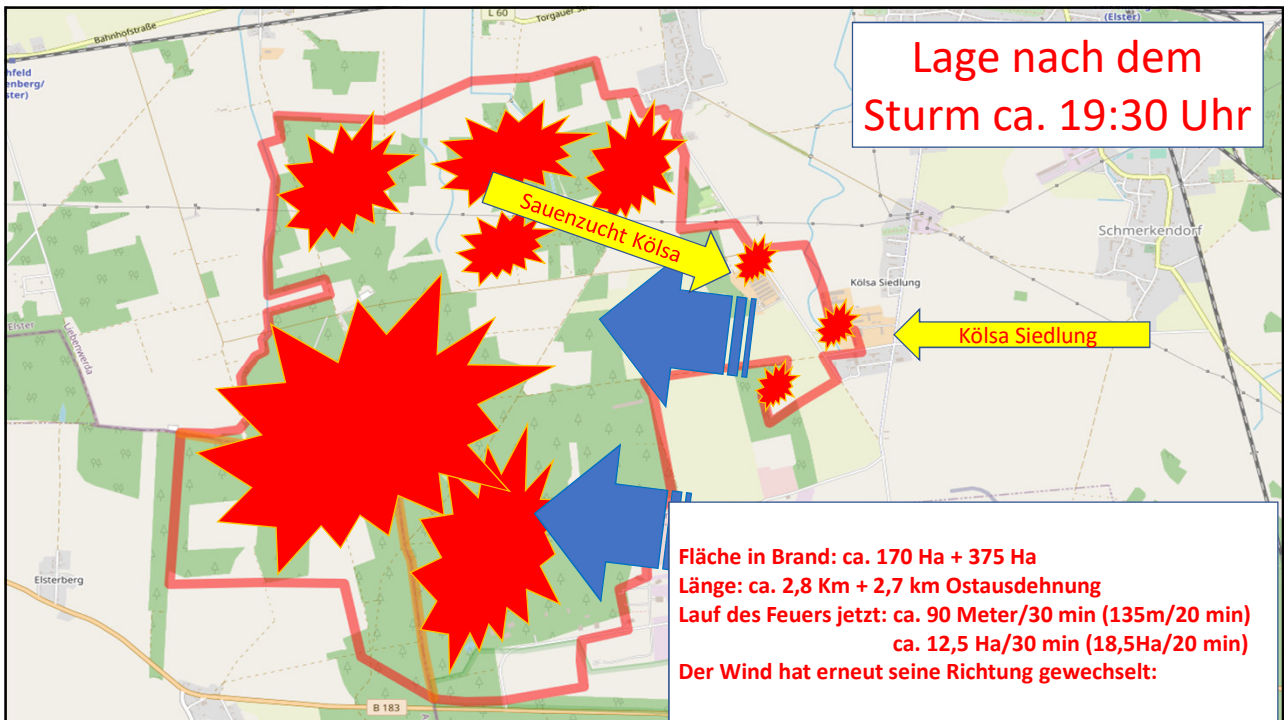 L 60
Torgauer
Bahnhofstraße
(Elster)
Lage nach dem
Sturm ca. 19:30 Uhr
Sauenzucht Kölsa
Schmerkendorf
Kölsa Siedlung
Kölsa Siedlung
Elster
Liebenwerda
Elsterberg
B 183
Fläche in Brand: ca. 170 Ha + 375 Ha
Länge: ca. 2,8 Km + 2,7 km Ostausdehnung
Lauf des Feuers jetzt: ca. 90 Meter/30 min (135m/20 min)
ca. 12,5 Ha/30 min (18,5Ha/20 min)
Der Wind hat erneut seine Richtung gewechselt: